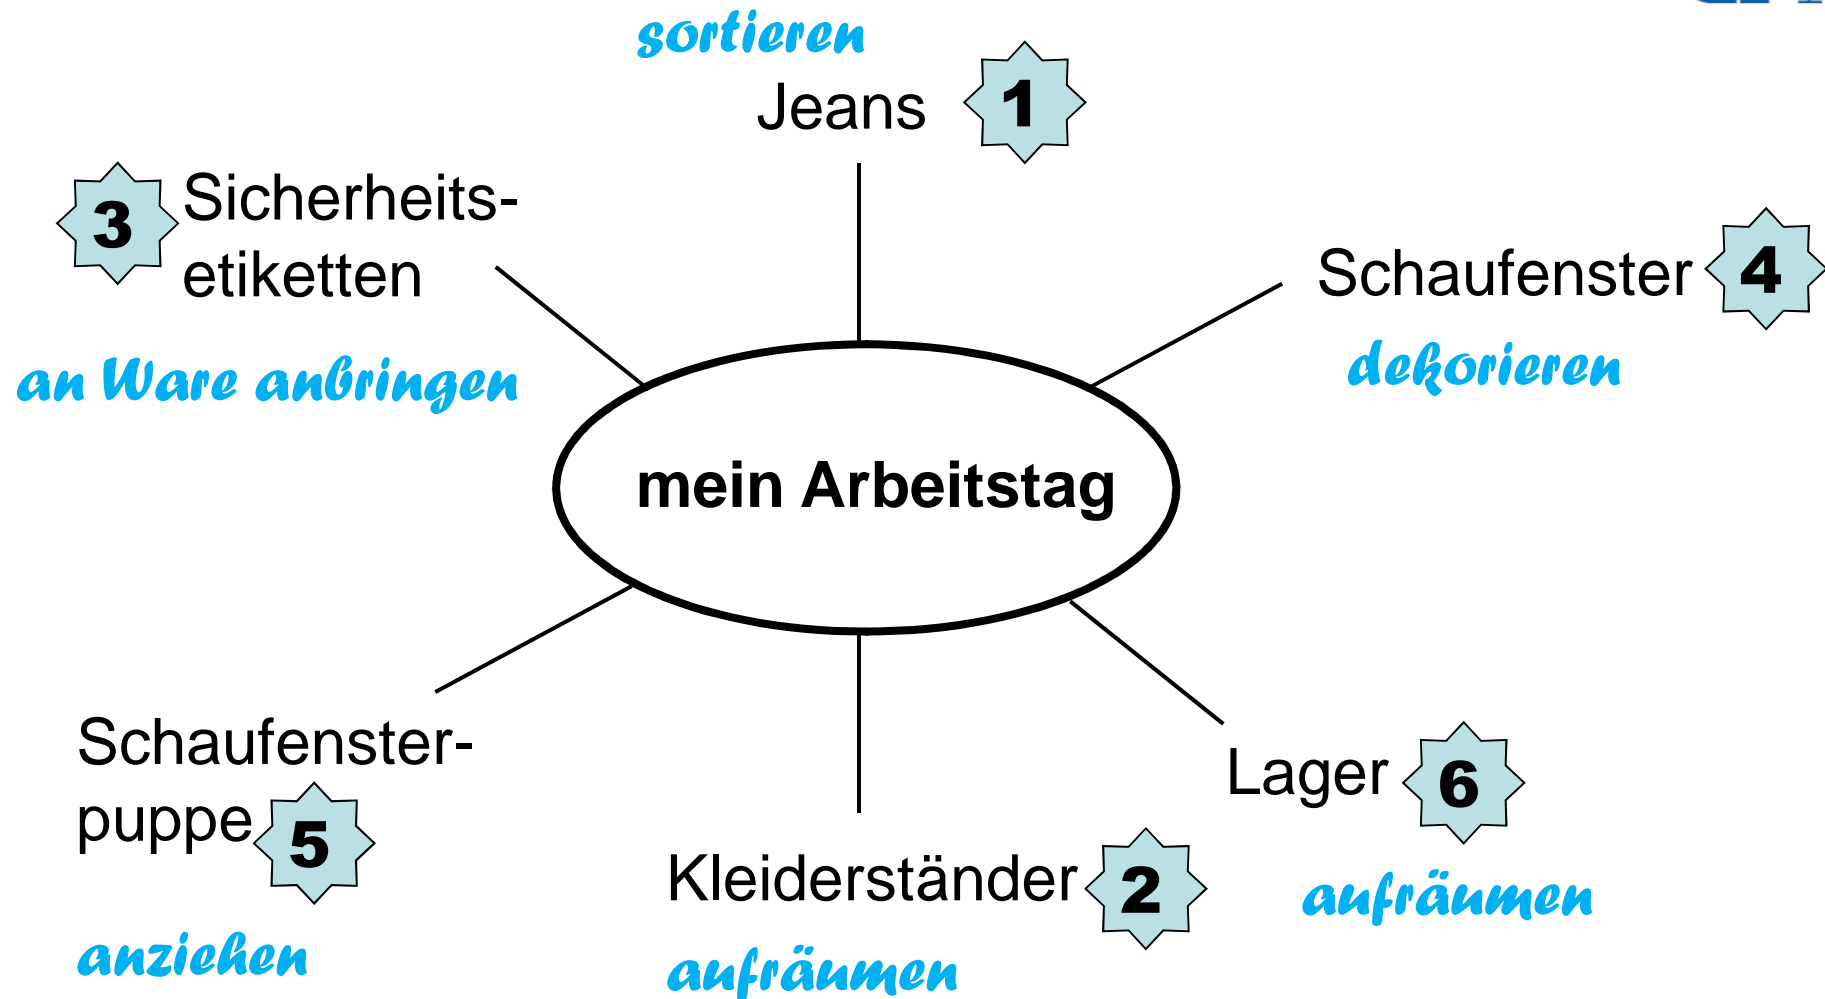 sortieren
Jeans 1
3 Sicherheits-
etiketten
an Ware anbringen
Schaufenster 4
dekorieren
mein Arbeitstag
Schaufenster-
puppe 5
anziehen
Kleiderständer 2
aufräumen
Lager 6
aufräumen